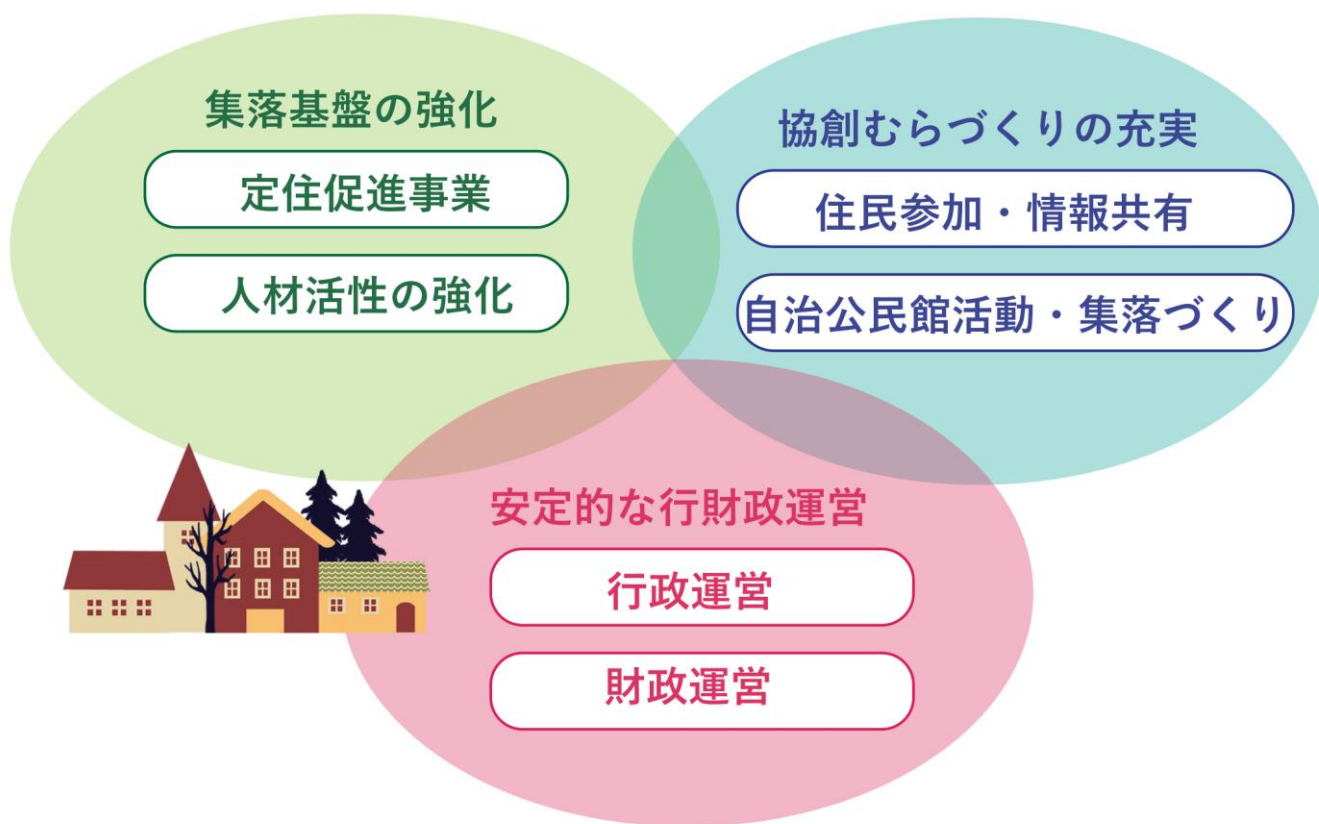 集落基盤の強化
定住促進事業
人材活性の強化
協創むらづくりの充実
住民参加・情報共有
自治公民館活動・集落づくり
安定的な行財政運営
行政運営
財政運営